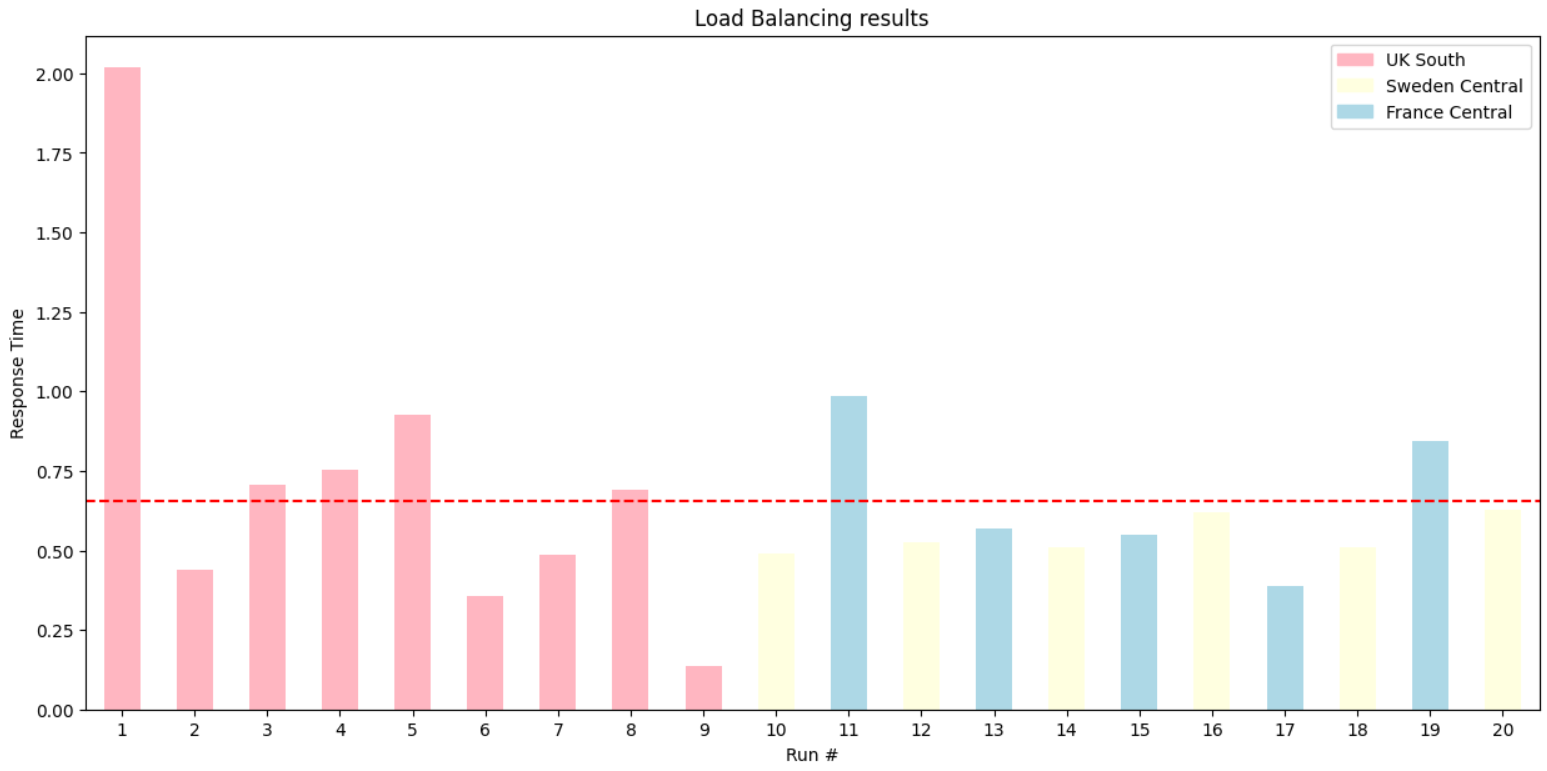 Load Balancing results
UK South
Sweden Central
France Central
Response Time
2.00
1.75
1.50
1.25
1.00
0.75
0.50
0.25
0.00
1 2 3 4 5 6 7 8 9 10 11 12 13 14 15 16 17 18 19 20
Run #